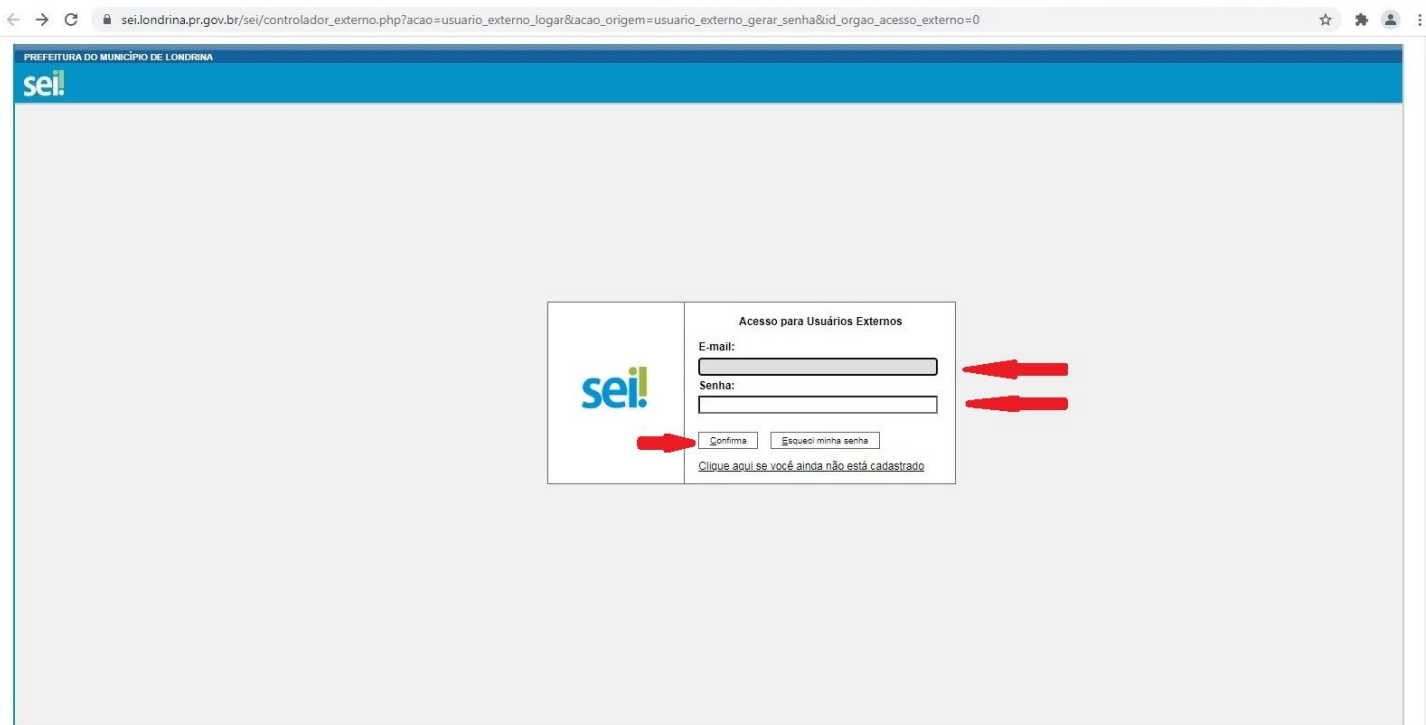 sei.londrina.pr.gov.br/sei/controlador_externo.php?acao=usuario_externo_logar&acao_origem=usuario_externo_gerar_senha&id_orgao_acesso_externo=0
PREFEITURA DO MUNICÍPIO DE LONDRINA
sei!
Acesso para Usuários Externos
E-mail:
sei!
Senha:
Confirma Esqueci minha senha
Clique aqui se você ainda não está cadastrado